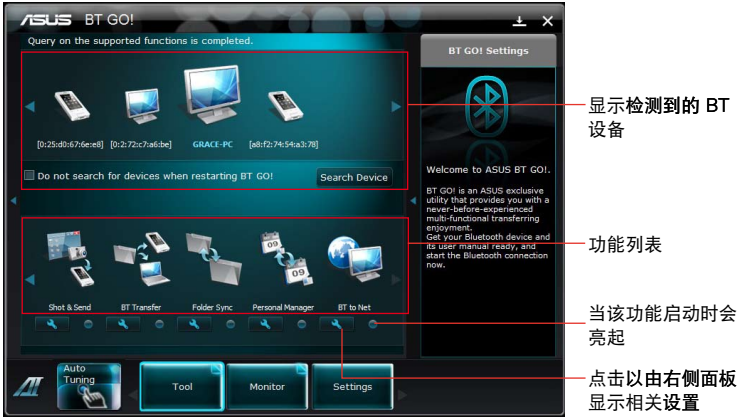 ASUS BT GO!
Query on the supported functions is completed.
[0:25:d0:67:6e:e8]
[0:2:72:c7:a6:be]
GRACE-PC
[a8:f2:74:54:a3:78]
Do not search for devices when restarting BT GO!
Search Device
Shot & Send
BT Transfer
Folder Sync
Personal Manager
BT to Net
BT GO! Settings
Welcome to ASUS BT GO!.
BT GO! is an ASUS exclusive
utility that provides you with a
never-before-experienced
multi-functional transferring
enjoyment.
Get your Bluetooth device and
its user manual ready, and
start the Bluetooth connection
now.
AI
Auto
Tuning
Tool
Monitor
Settings
显示检测到的 BT
设备
功能列表
当该功能启动时会
亮起
点击以由右侧面板
显示相关设置